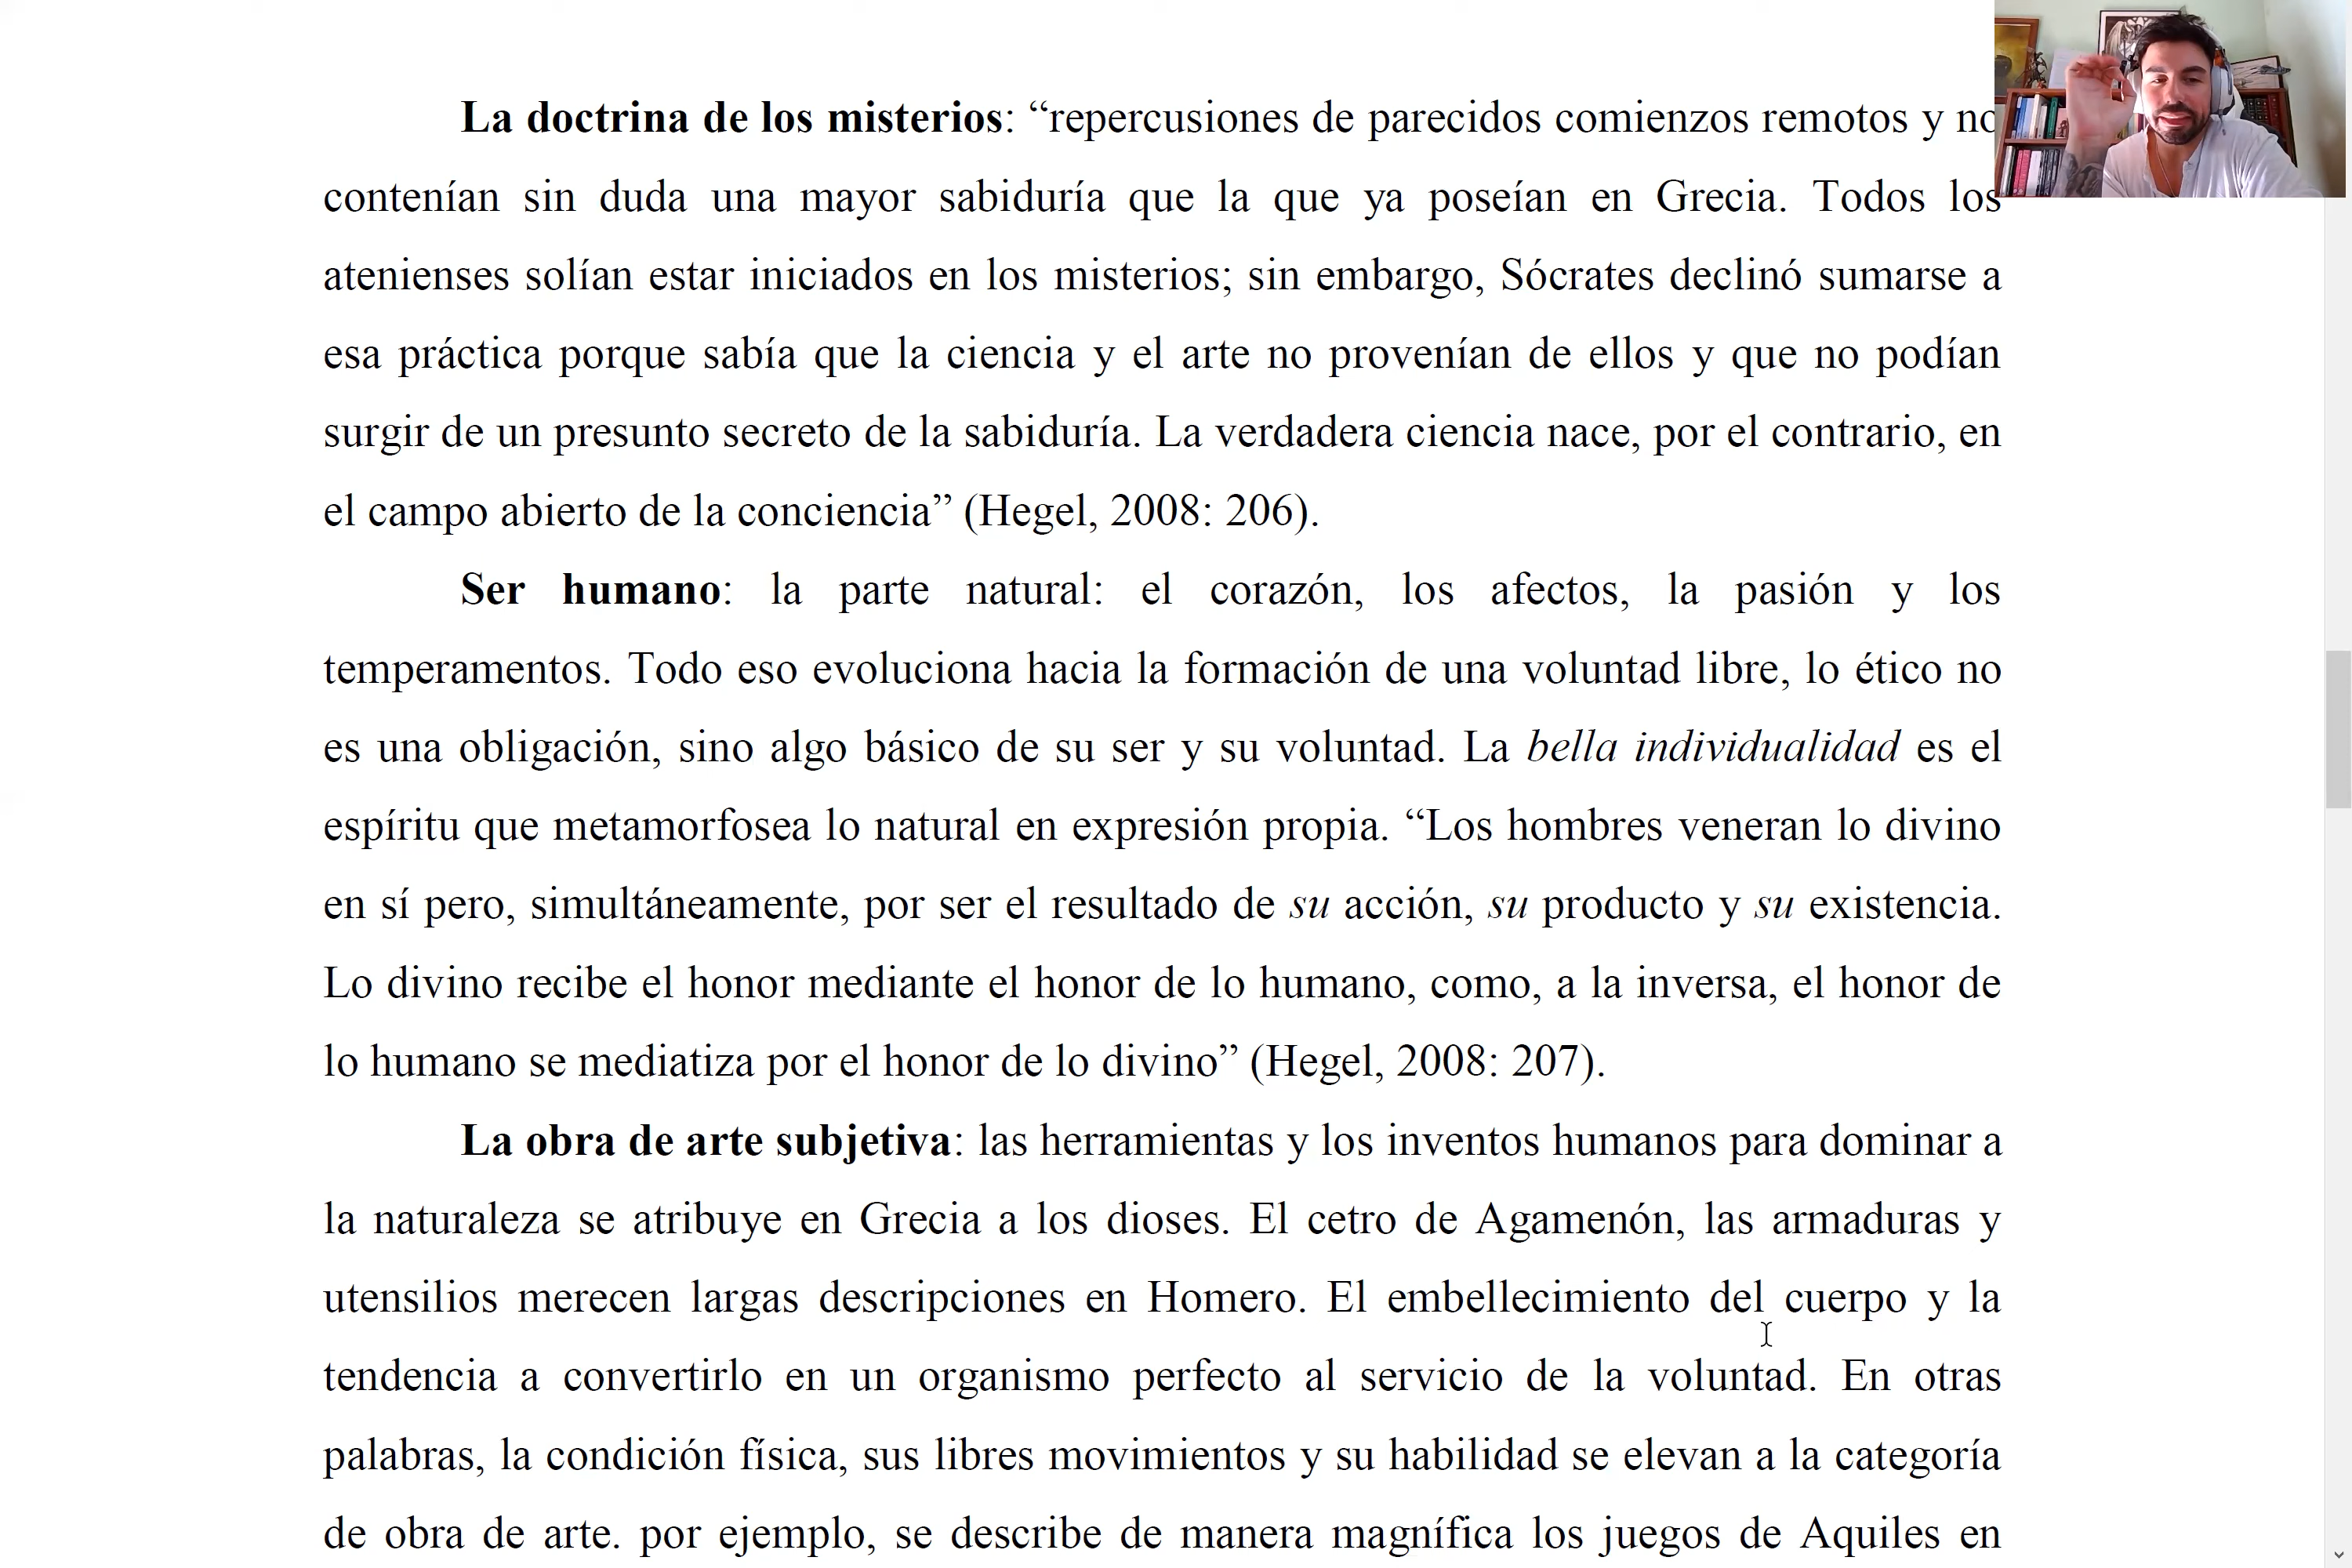 La doctrina de los misterios: “repercusiones de parecidos comienzos remotos y no
contenían sin duda una mayor sabiduría que la que ya poseían en Grecia. Todos los
atenienses solían estar iniciados en los misterios; sin embargo, Sócrates declinó sumarse a
esa práctica porque sabía que la ciencia y el arte no provenían de ellos y que no podían
surgir de un presunto secreto de la sabiduría. La verdadera ciencia nace, por el contrario, en
el campo abierto de la conciencia” (Hegel, 2008: 206).
Ser humano: la parte natural: el corazón, los afectos, la pasión y los
temperamentos. Todo eso evoluciona hacia la formación de una voluntad libre, lo ético no
es una obligación, sino algo básico de su ser y su voluntad. La bella individualidad es el
espíritu que metamorfosea lo natural en expresión propia. “Los hombres veneran lo divino
en sí pero, simultáneamente, por ser el resultado de su acción, su producto y su existencia.
Lo divino recibe el honor mediante el honor de lo humano, como, a la inversa, el honor de
lo humano se mediatiza por el honor de lo divino” (Hegel, 2008: 207).
La obra de arte subjetiva: las herramientas y los inventos humanos para dominar a
la naturaleza se atribuye en Grecia a los dioses. El cetro de Agamenón, las armaduras y
utensilios merecen largas descripciones en Homero. El embellecimiento del cuerpo y la
tendencia a convertirlo en un organismo perfecto al servicio de la voluntad. En otras
palabras, la condición física, sus libres movimientos y su habilidad se elevan a la categoría
de obra de arte. por ejemplo, se describe de manera magnífica los juegos de Aquiles en